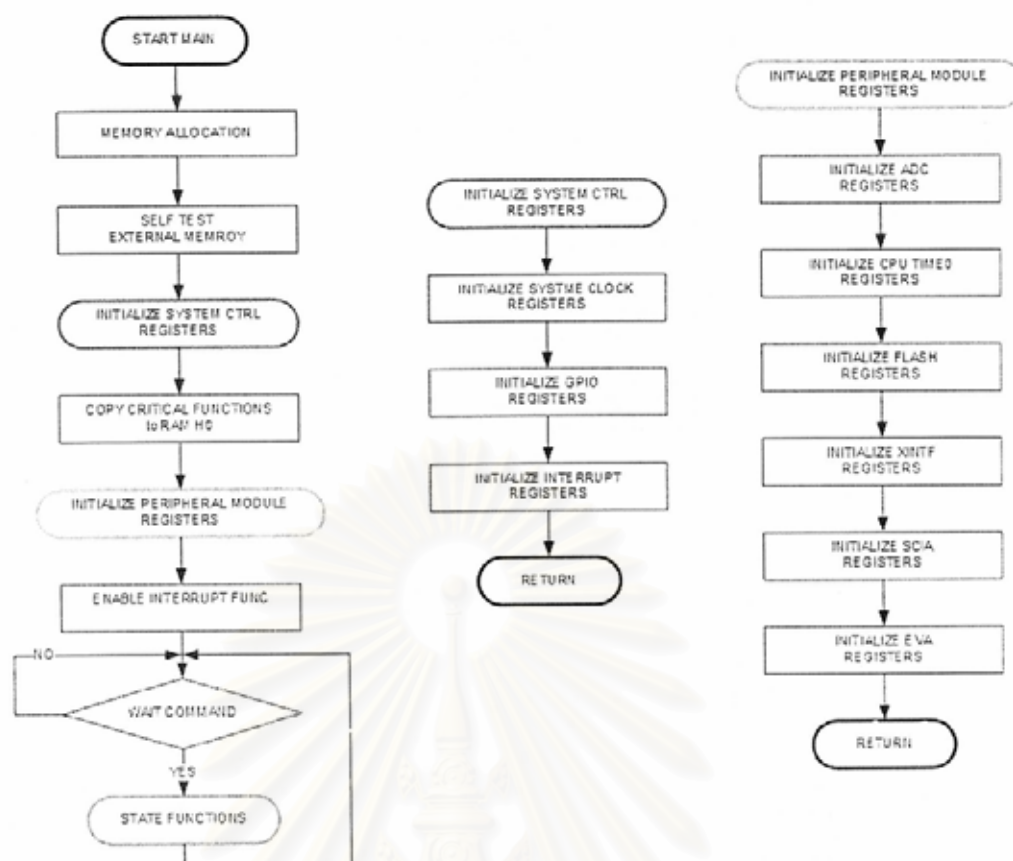 START MAIN
MEMORY ALLOCATION
SELF TEST
EXTERNAL MEMROY
INITIALIZE SYSTEM CTRL
REGISTERS
COPY CRITICAL FUNCTIONS
to RAM H0
INITIALIZE PERIPHERAL MODULE
REGISTERS
ENABLE INTERRUPT FUNC
NO
WAIT COMMAND
YES
STATE FUNCTIONS
INITIALIZE SYSTEM CTRL
REGISTERS
INITIALIZE SYSTME CLOCK
REGISTERS
INITIALIZE GPIO
REGISTERS
INITIALIZE INTERRUPT
REGISTERS
RETURN
INITIALIZE PERIPHERAL MODULE
REGISTERS
INITIALIZE ADC
REGISTERS
INITIALIZE CPU TIME0
REGISTERS
INITIALIZE FLASH
REGISTERS
INITIALIZE XINTF
REGISTERS
INITIALIZE SCIA
REGISTERS
INITIALIZE EVA
REGISTERS
RETURN